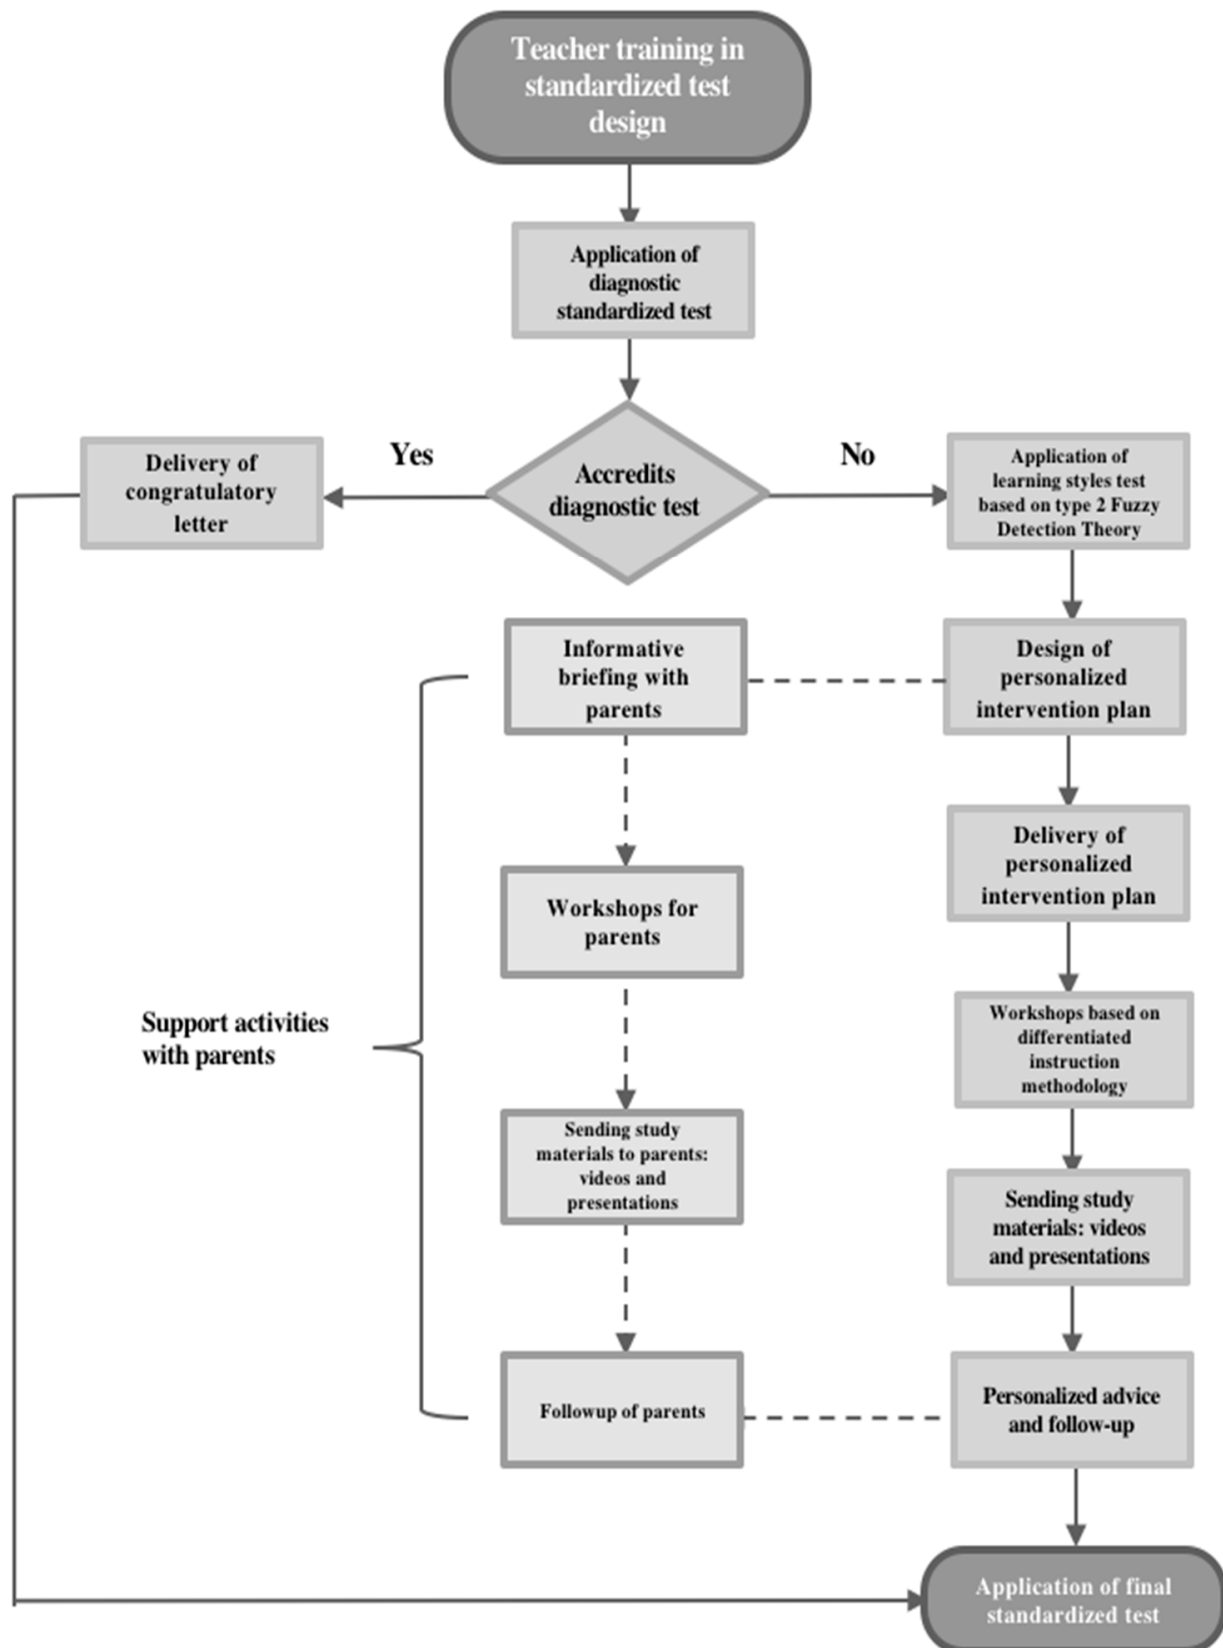 Teacher training in
standardized test
design
Application of
diagnostic
standardized test
Accredits
diagnostic test
Yes
No
Delivery of
congratulatory
letter
Application of
learning styles test
based on type 2 Fuzzy
Detection Theory
Informative
briefing with
parents
Design of
personalized
intervention plan
Delivery of
personalized
intervention plan
Workshops for
parents
Support activities
with parents
Workshops based on
differentiated
instruction
methodology
Sending study
materials to parents:
videos and
presentations
Sending study
materials: videos
and presentations
Followup of parents
Personalized advice
and follow-up
Application of final
standardized test